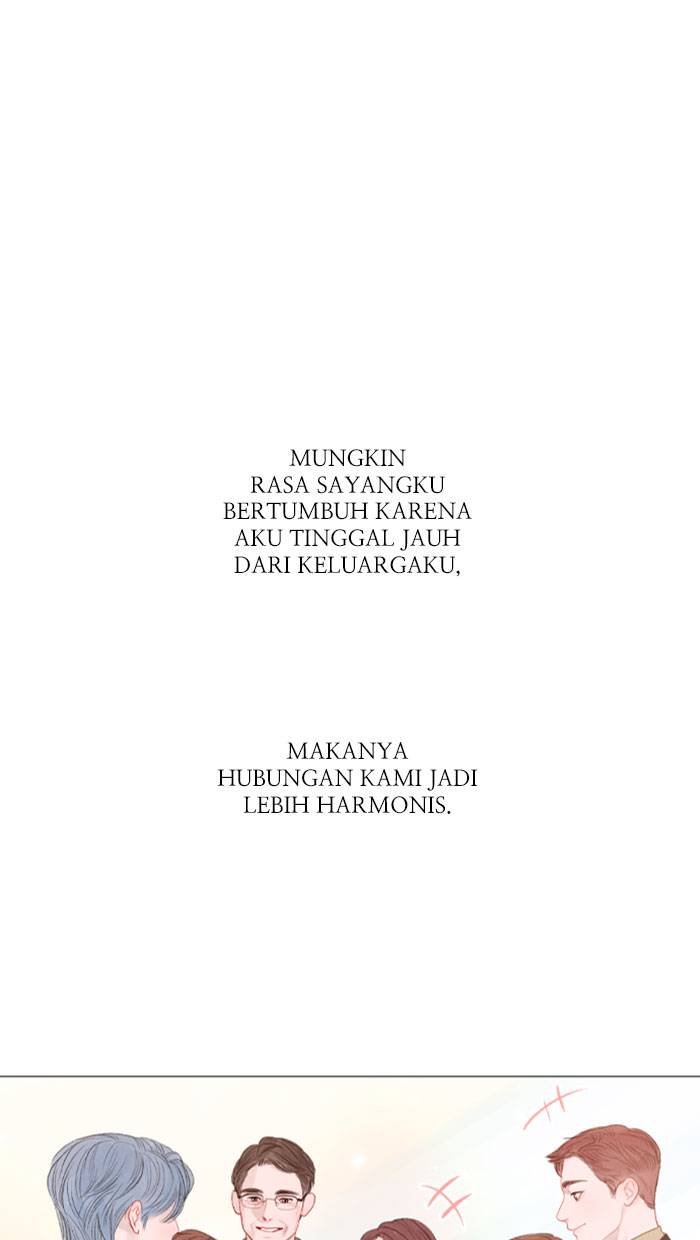 MUNGKIN
RASA SAYANGKU
BERTUMBUH KARENA
AKU TINGGAL JAUH
DARI KELUARGAKU,
MAKANYA
HUBUNGAN KAMI JADI
LEBIH HARMONIS.